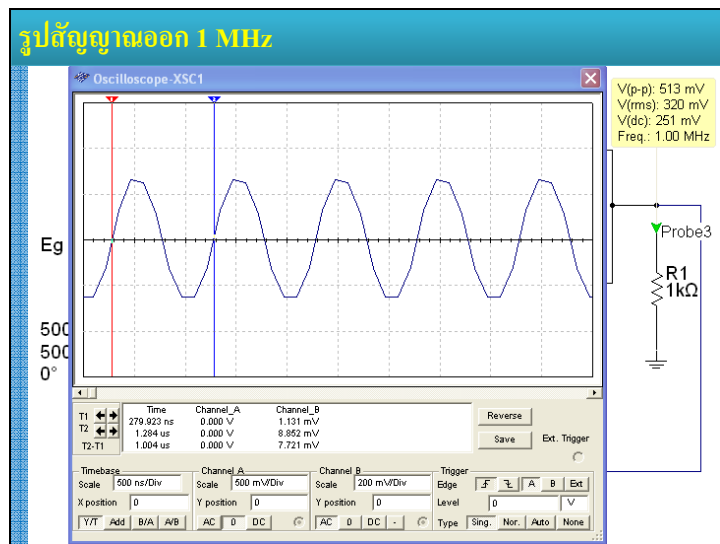 รูปสัญญาณออก 1 MHz
Oscilloscope-XSC1
V(p-p): 513 mV
V(rms): 320 mV
V(dc): 251 mV
Freq.: 1.00 MHz
Probe3
R1
1kΩ
Eg
500
500
0°
T1
T2
T2-T1
Time Channel_A Channel_B
279.923 ns 0.000 V 1.131 mV
1.284 us 0.000 V 8.852 mV
1.004 us 0.000 V 7.721 mV
Reverse
Save
Ext. Trigger
Timebase
Scale 500 ns/Div
X position 0
Y/T Add B/A A/B
Channel A
Scale 500 mV/Div
Y position 0
AC 0 DC
Channel B
Scale 200 mV/Div
Y position 0
AC 0 DC -
Trigger
Edge A B Ext
Level 0 V
Type Sing. Nor. Auto None